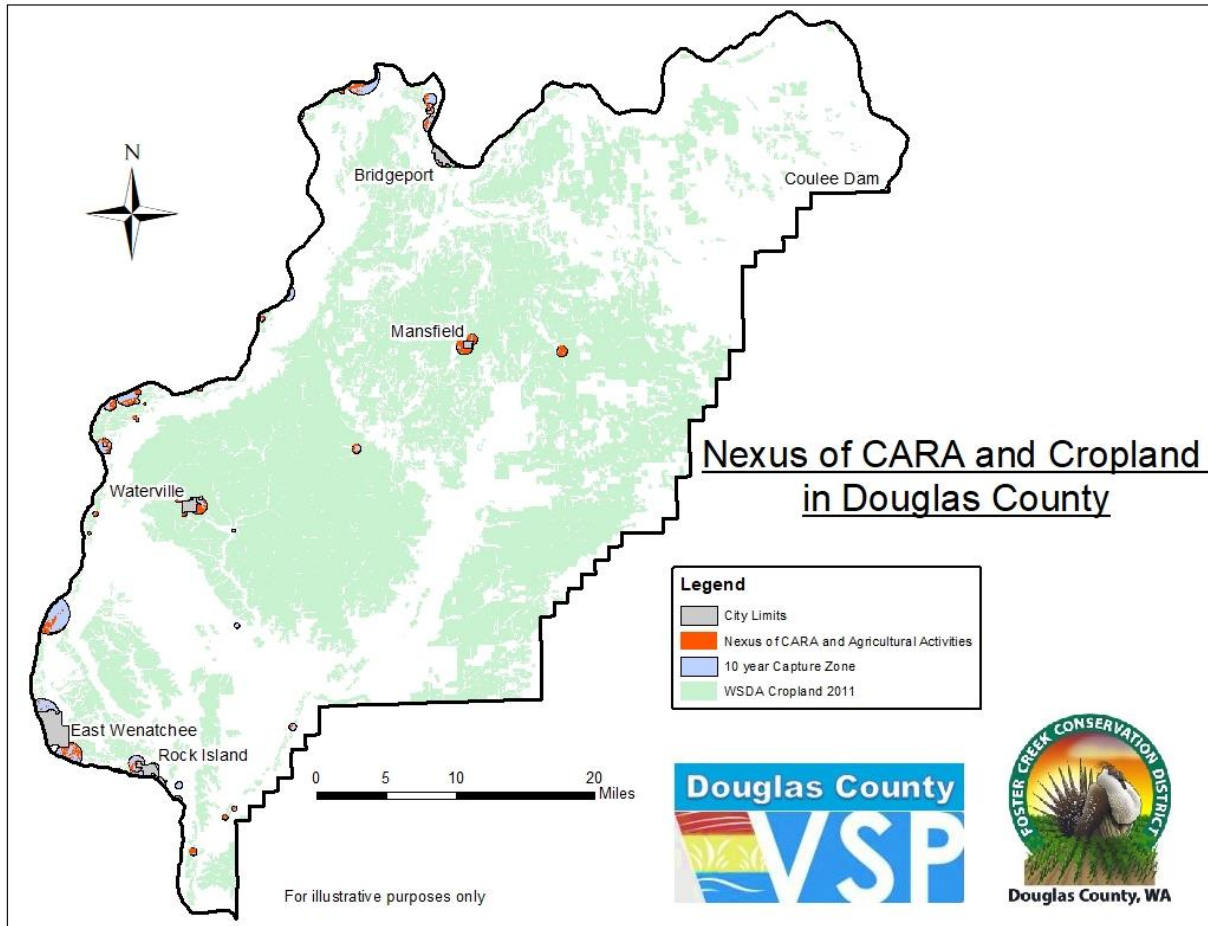 N
Bridgeport
Coulee Dam
Mansfield
Nexus of CARA and Cropland
in Douglas County
Waterville
Legend
City Limits
Nexus of CARA and Agricultural Activities
10 year Capture Zone
WSDA Cropland 2011
East Wenatchee
Rock Island
0 5 10 20
Miles
Douglas County
VSP
FOSTER CREEK CONSERVATION DISTRICT
Douglas County, WA
For illustrative purposes only